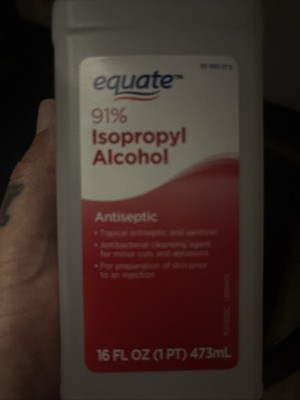 equate™
91%
Isopropyl
Alcohol
Antiseptic
• Topical antiseptic and sanitizer
• Antibacterial cleansing agent
for minor cuts and abrasions
• For preparation of skin prior
to an injection
16 FL OZ (1 PT) 473mL